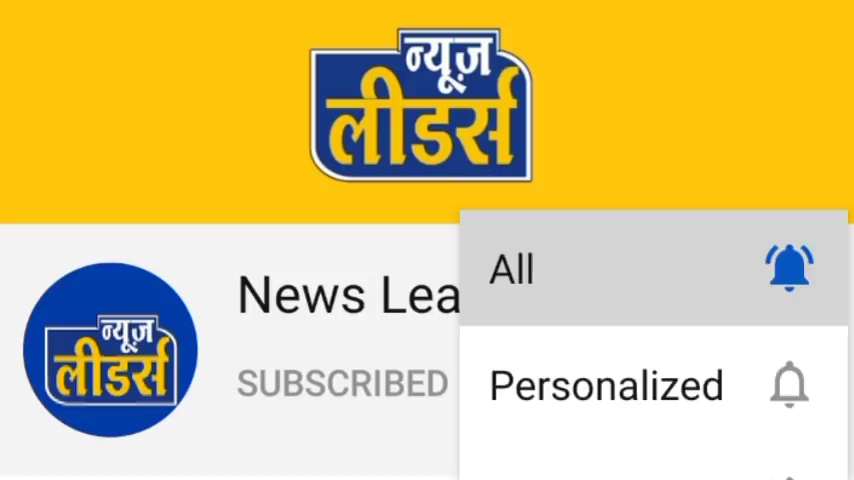 न्यूज़
लीडर्स
All
News Lea
न्यूज़
लीडर्स
SUBSCRIBED
Personalized